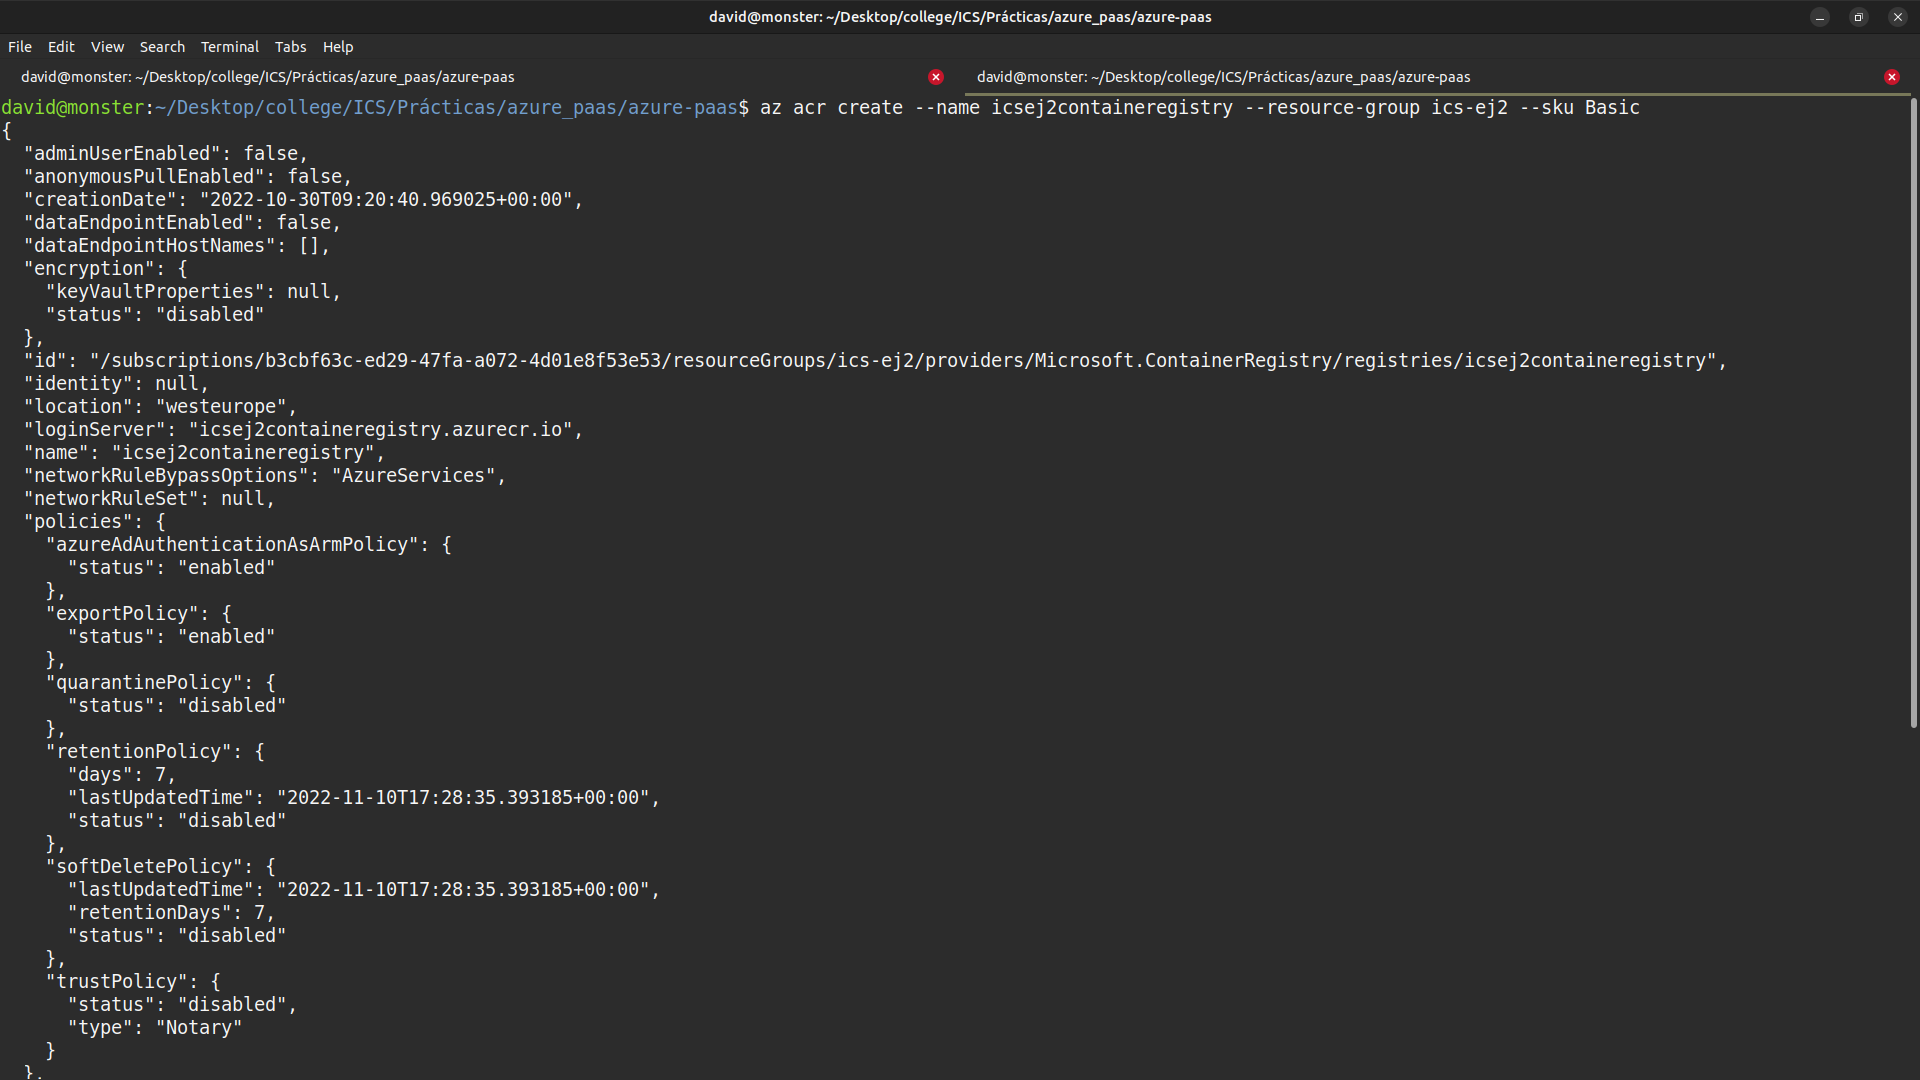 david@monster: ~/Desktop/college/ICS/Prácticas/azure_paas/azure-paas
File Edit View Search Terminal Tabs Help
david@monster: ~/Desktop/college/ICS/Prácticas/azure_paas/azure-paas
david@monster: ~/Desktop/college/ICS/Prácticas/azure_paas/azure-paas
david@monster:~/Desktop/college/ICS/Prácticas/azure_paas/azure-paas$ az acr create --name icsej2containeregistry --resource-group ics-ej2 --sku Basic
{
  "adminUserEnabled": false,
  "anonymousPullEnabled": false,
  "creationDate": "2022-10-30T09:20:40.969025+00:00",
  "dataEndpointEnabled": false,
  "dataEndpointHostNames": [],
  "encryption": {
    "keyVaultProperties": null,
    "status": "disabled"
  },
  "id": "/subscriptions/b3cbf63c-ed29-47fa-a072-4d01e8f53e53/resourceGroups/ics-ej2/providers/Microsoft.ContainerRegistry/registries/icsej2containeregistry",
  "identity": null,
  "location": "westeurope",
  "loginServer": "icsej2containeregistry.azurecr.io",
  "name": "icsej2containeregistry",
  "networkRuleBypassOptions": "AzureServices",
  "networkRuleSet": null,
  "policies": {
    "azureAdAuthenticationAsArmPolicy": {
      "status": "enabled"
    },
    "exportPolicy": {
      "status": "enabled"
    },
    "quarantinePolicy": {
      "status": "disabled"
    },
    "retentionPolicy": {
      "days": 7,
      "lastUpdatedTime": "2022-11-10T17:28:35.393185+00:00",
      "status": "disabled"
    },
    "softDeletePolicy": {
      "lastUpdatedTime": "2022-11-10T17:28:35.393185+00:00",
      "retentionDays": 7,
      "status": "disabled"
    },
    "trustPolicy": {
      "status": "disabled",
      "type": "Notary"
    }
  },